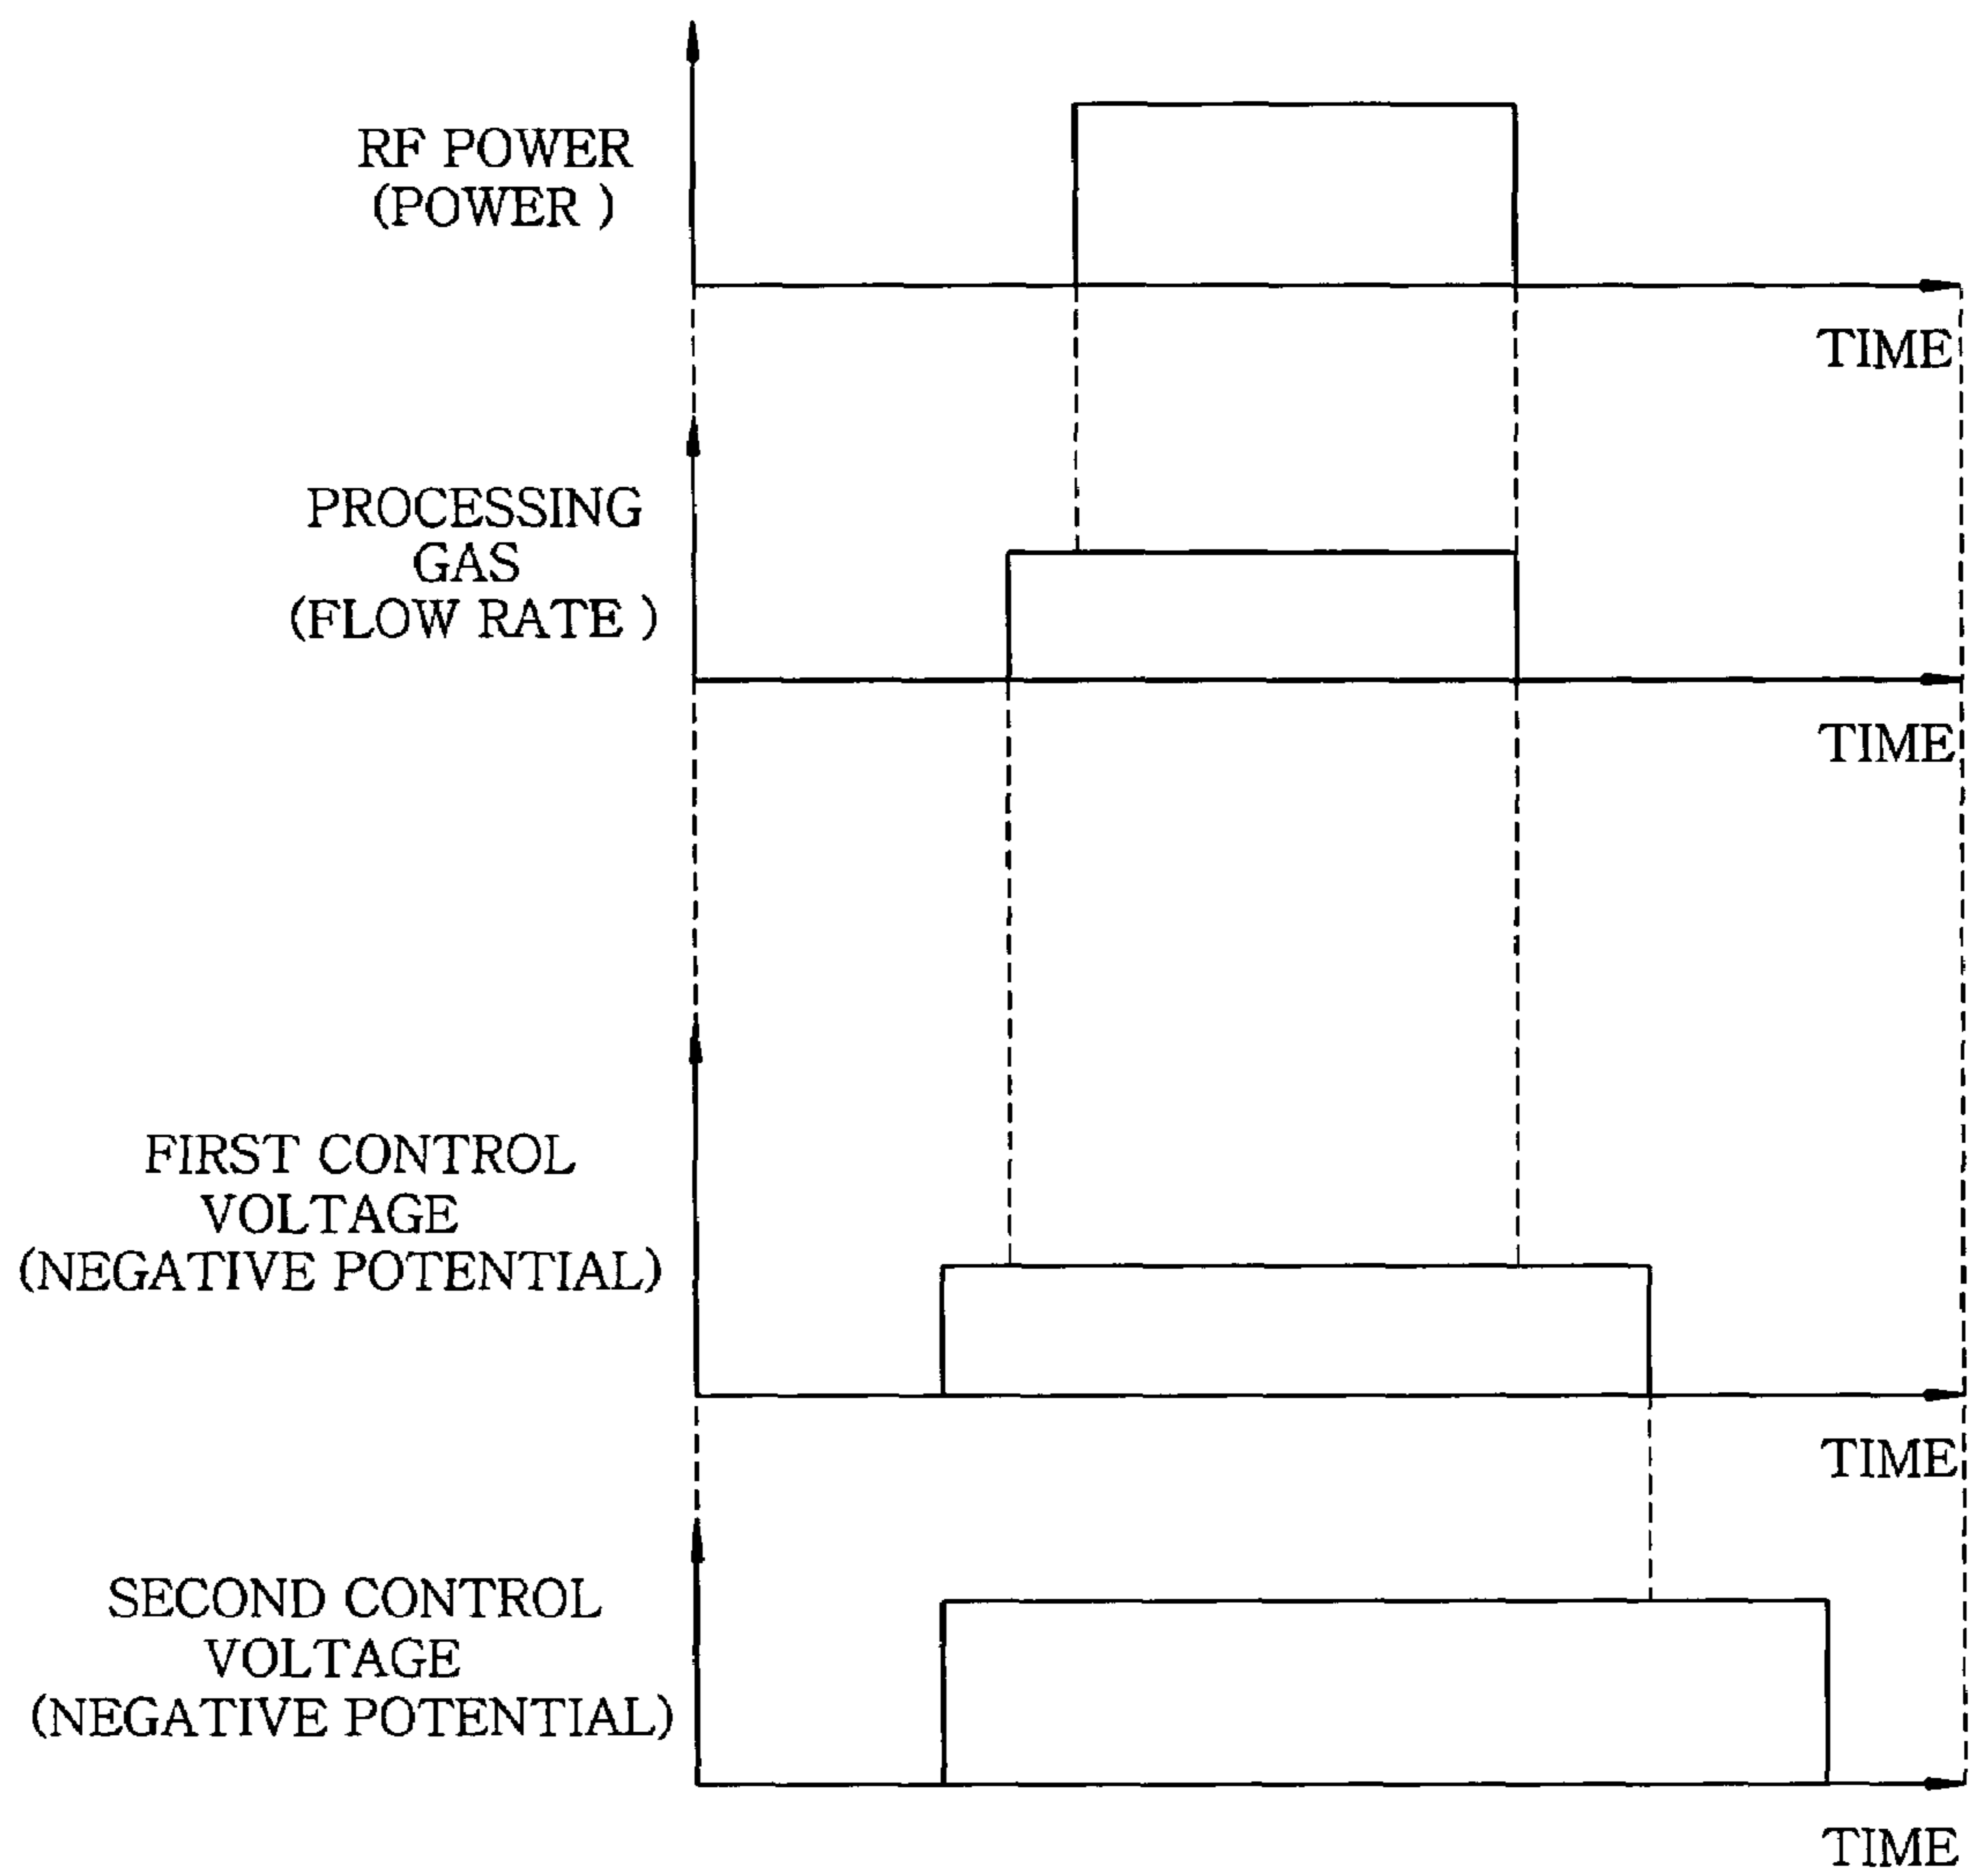 RF POWER
(POWER )
TIME
PROCESSING
GAS
(FLOW RATE )
TIME
FIRST CONTROL
VOLTAGE
(NEGATIVE POTENTIAL)
TIME
SECOND CONTROL
VOLTAGE
(NEGATIVE POTENTIAL)
TIME